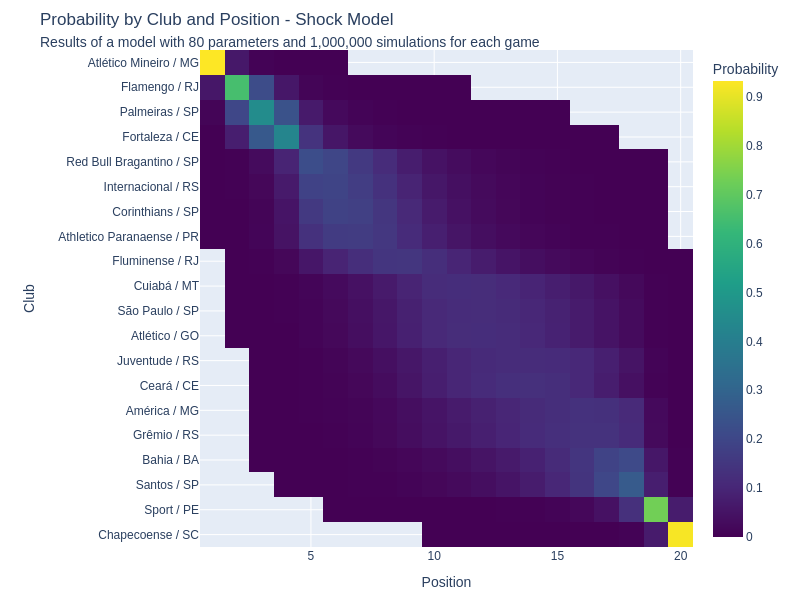 Probability by Club and Position - Shock Model
Results of a model with 80 parameters and 1,000,000 simulations for each game
Atlético Mineiro / MG
Flamengo / RJ
Palmeiras / SP
Fortaleza / CE
Red Bull Bragantino / SP
Internacional / RS
Corinthians / SP
Athletico Paranaense / PR
Fluminense / RJ
Cuiabá / MT
São Paulo / SP
Atlético / GO
Juventude / RS
Ceará / CE
América / MG
Grêmio / RS
Bahia / BA
Santos / SP
Sport / PE
Chapecoense / SC
Club
5
10
15
20
Position
Probability
0.9
0.8
0.7
0.6
0.5
0.4
0.3
0.2
0.1
0